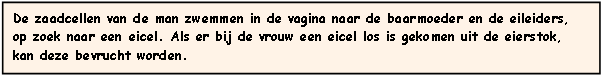 De zaadcellen van de man zwemmen in de vagina naar de baarmoeder en de eileiders,
op zoek naar een eicel. Als er bij de vrouw een eicel los is gekomen uit de eierstok,
kan deze bevrucht worden.